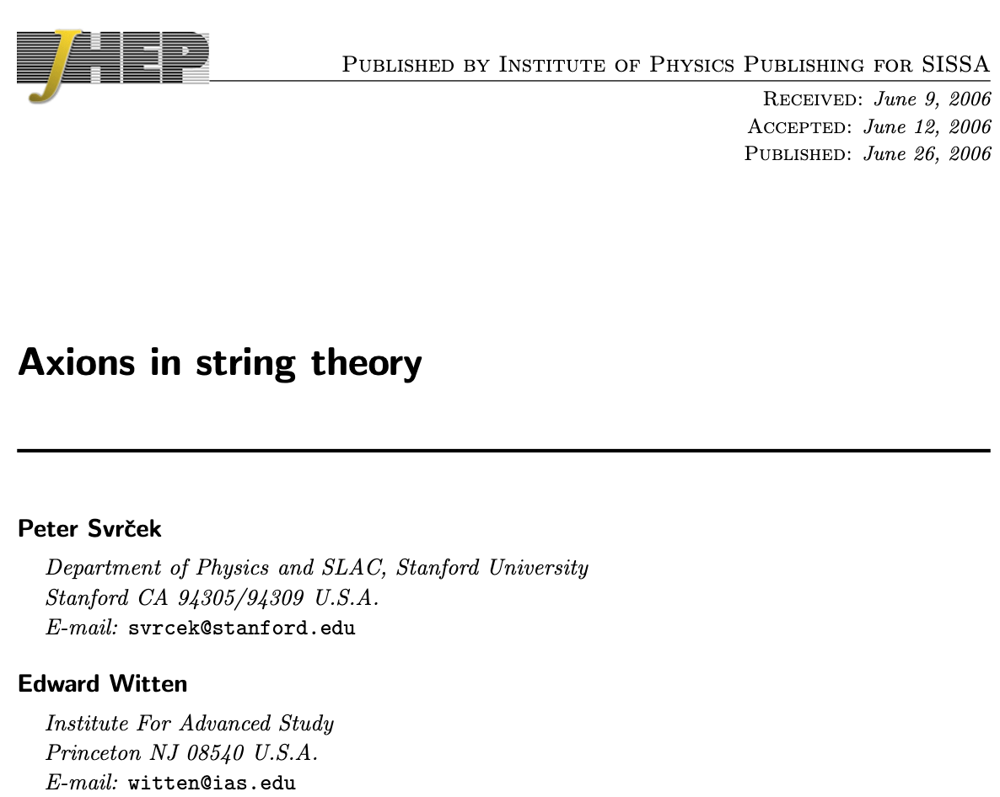 JHEP
Published by Institute of Physics Publishing for SISSA
Received: June 9, 2006
Accepted: June 12, 2006
Published: June 26, 2006
Axions in string theory
Peter Svrček
Department of Physics and SLAC, Stanford University
Stanford CA 94305/94309 U.S.A.
E-mail: svrcek@stanford.edu
Edward Witten
Institute For Advanced Study
Princeton NJ 08540 U.S.A.
E-mail: witten@ias.edu